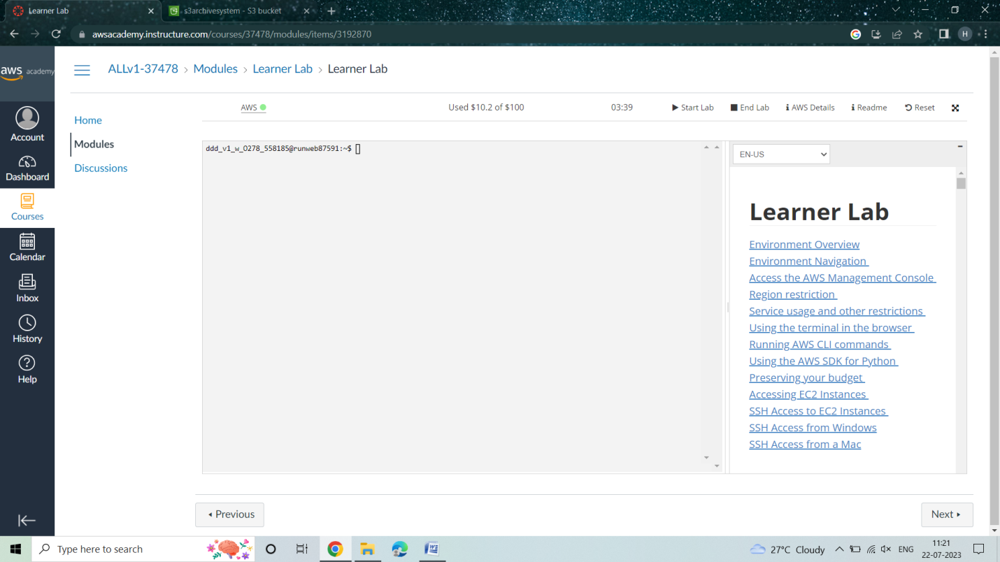 Learner Lab
s3archivesystem - S3 bucket
awsacademy.instructure.com/courses/37478/modules/items/3192870
H
aws academy
ALLv1-37478 › Modules › Learner Lab › Learner Lab
AWS
Used $10.2 of $100
03:39
Start Lab
End Lab
AWS Details
Readme
Reset
Account
Dashboard
Courses
Calendar
Inbox
History
Help
Home
Modules
Discussions
ddd_v1_w_0278_558185@runweb87591:~$
EN-US
Learner Lab
Environment Overview
Environment Navigation
Access the AWS Management Console
Region restriction
Service usage and other restrictions
Using the terminal in the browser
Running AWS CLI commands
Using the AWS SDK for Python
Preserving your budget
Accessing EC2 Instances
SSH Access to EC2 Instances
SSH Access from Windows
SSH Access from a Mac
Previous
Next
Type here to search
27°C Cloudy
ENG
11:21
22-07-2023